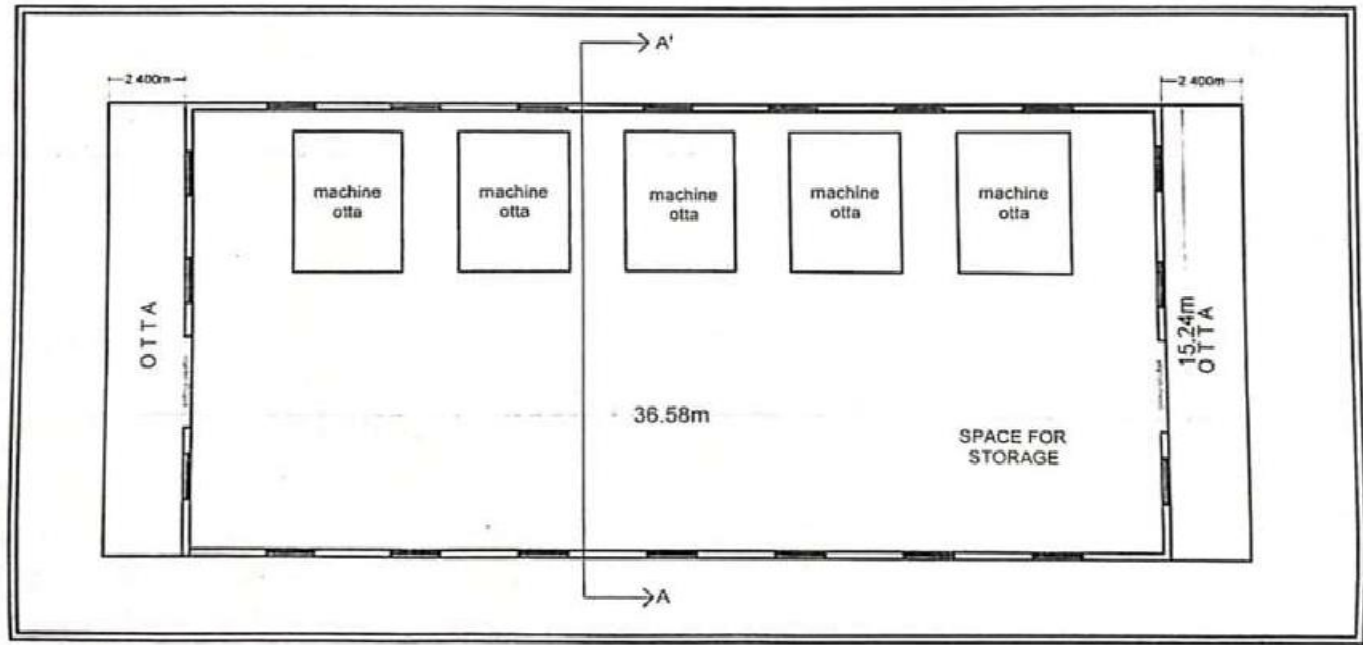 A'
2.400m
2.400m
machine
otta
machine
otta
machine
otta
machine
otta
machine
otta
OTTA
15.24m
OTTA
36.58m
SPACE FOR
STORAGE
A